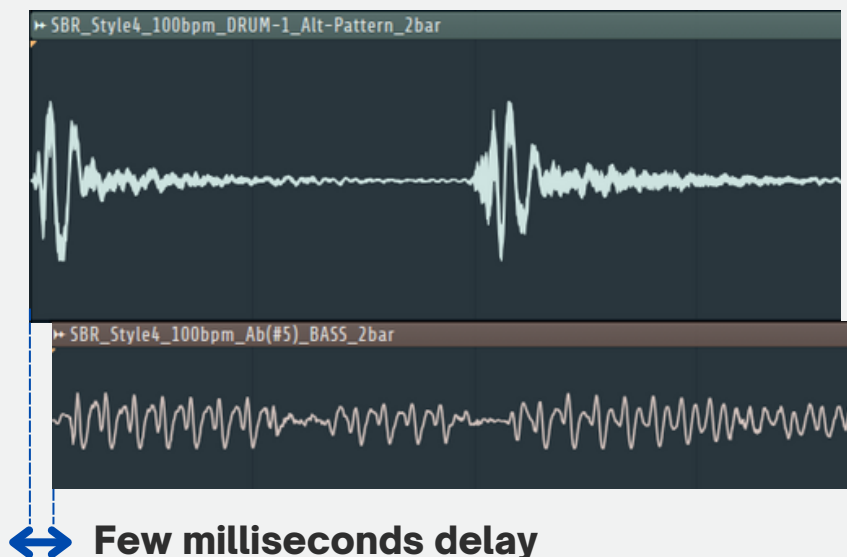 SBR_Style4_100bpm_DRUM-1_Alt-Pattern_2bar
SBR_Style4_100bpm_Ab(#5)_BASS_2bar
Few milliseconds delay